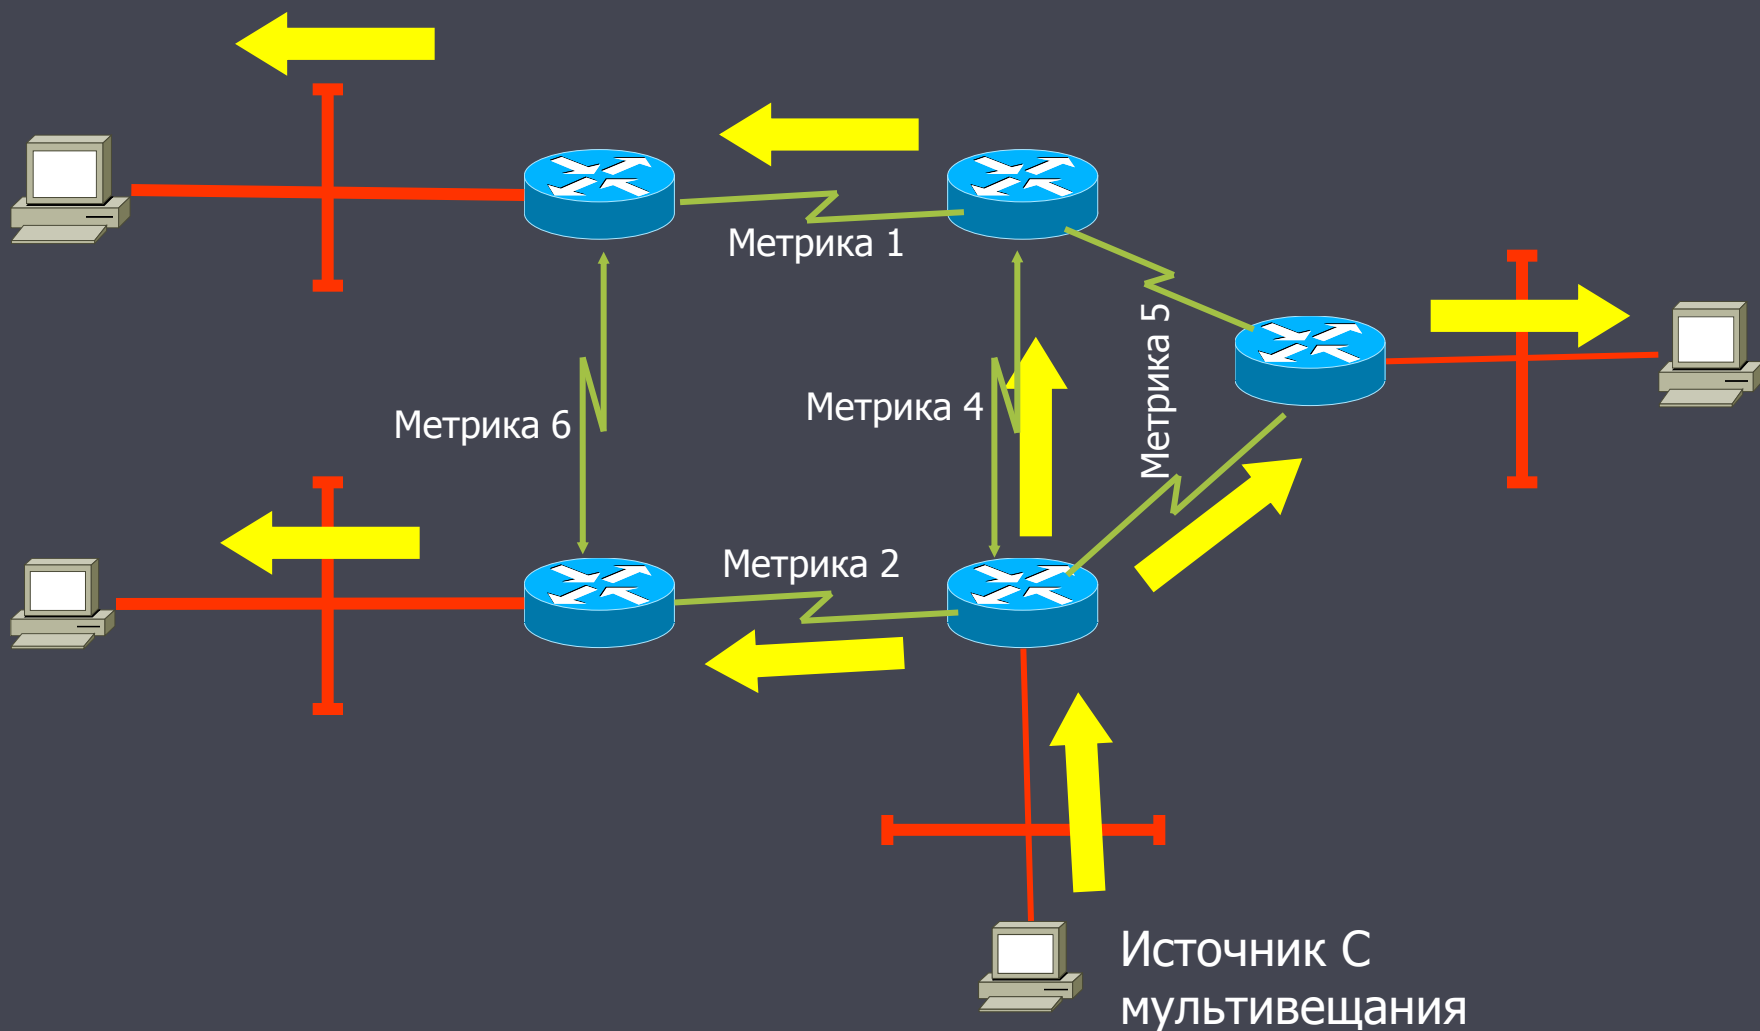 Метрика 1
Метрика 5
Метрика 4
Метрика 6
Метрика 2
Источник С
мультивещания